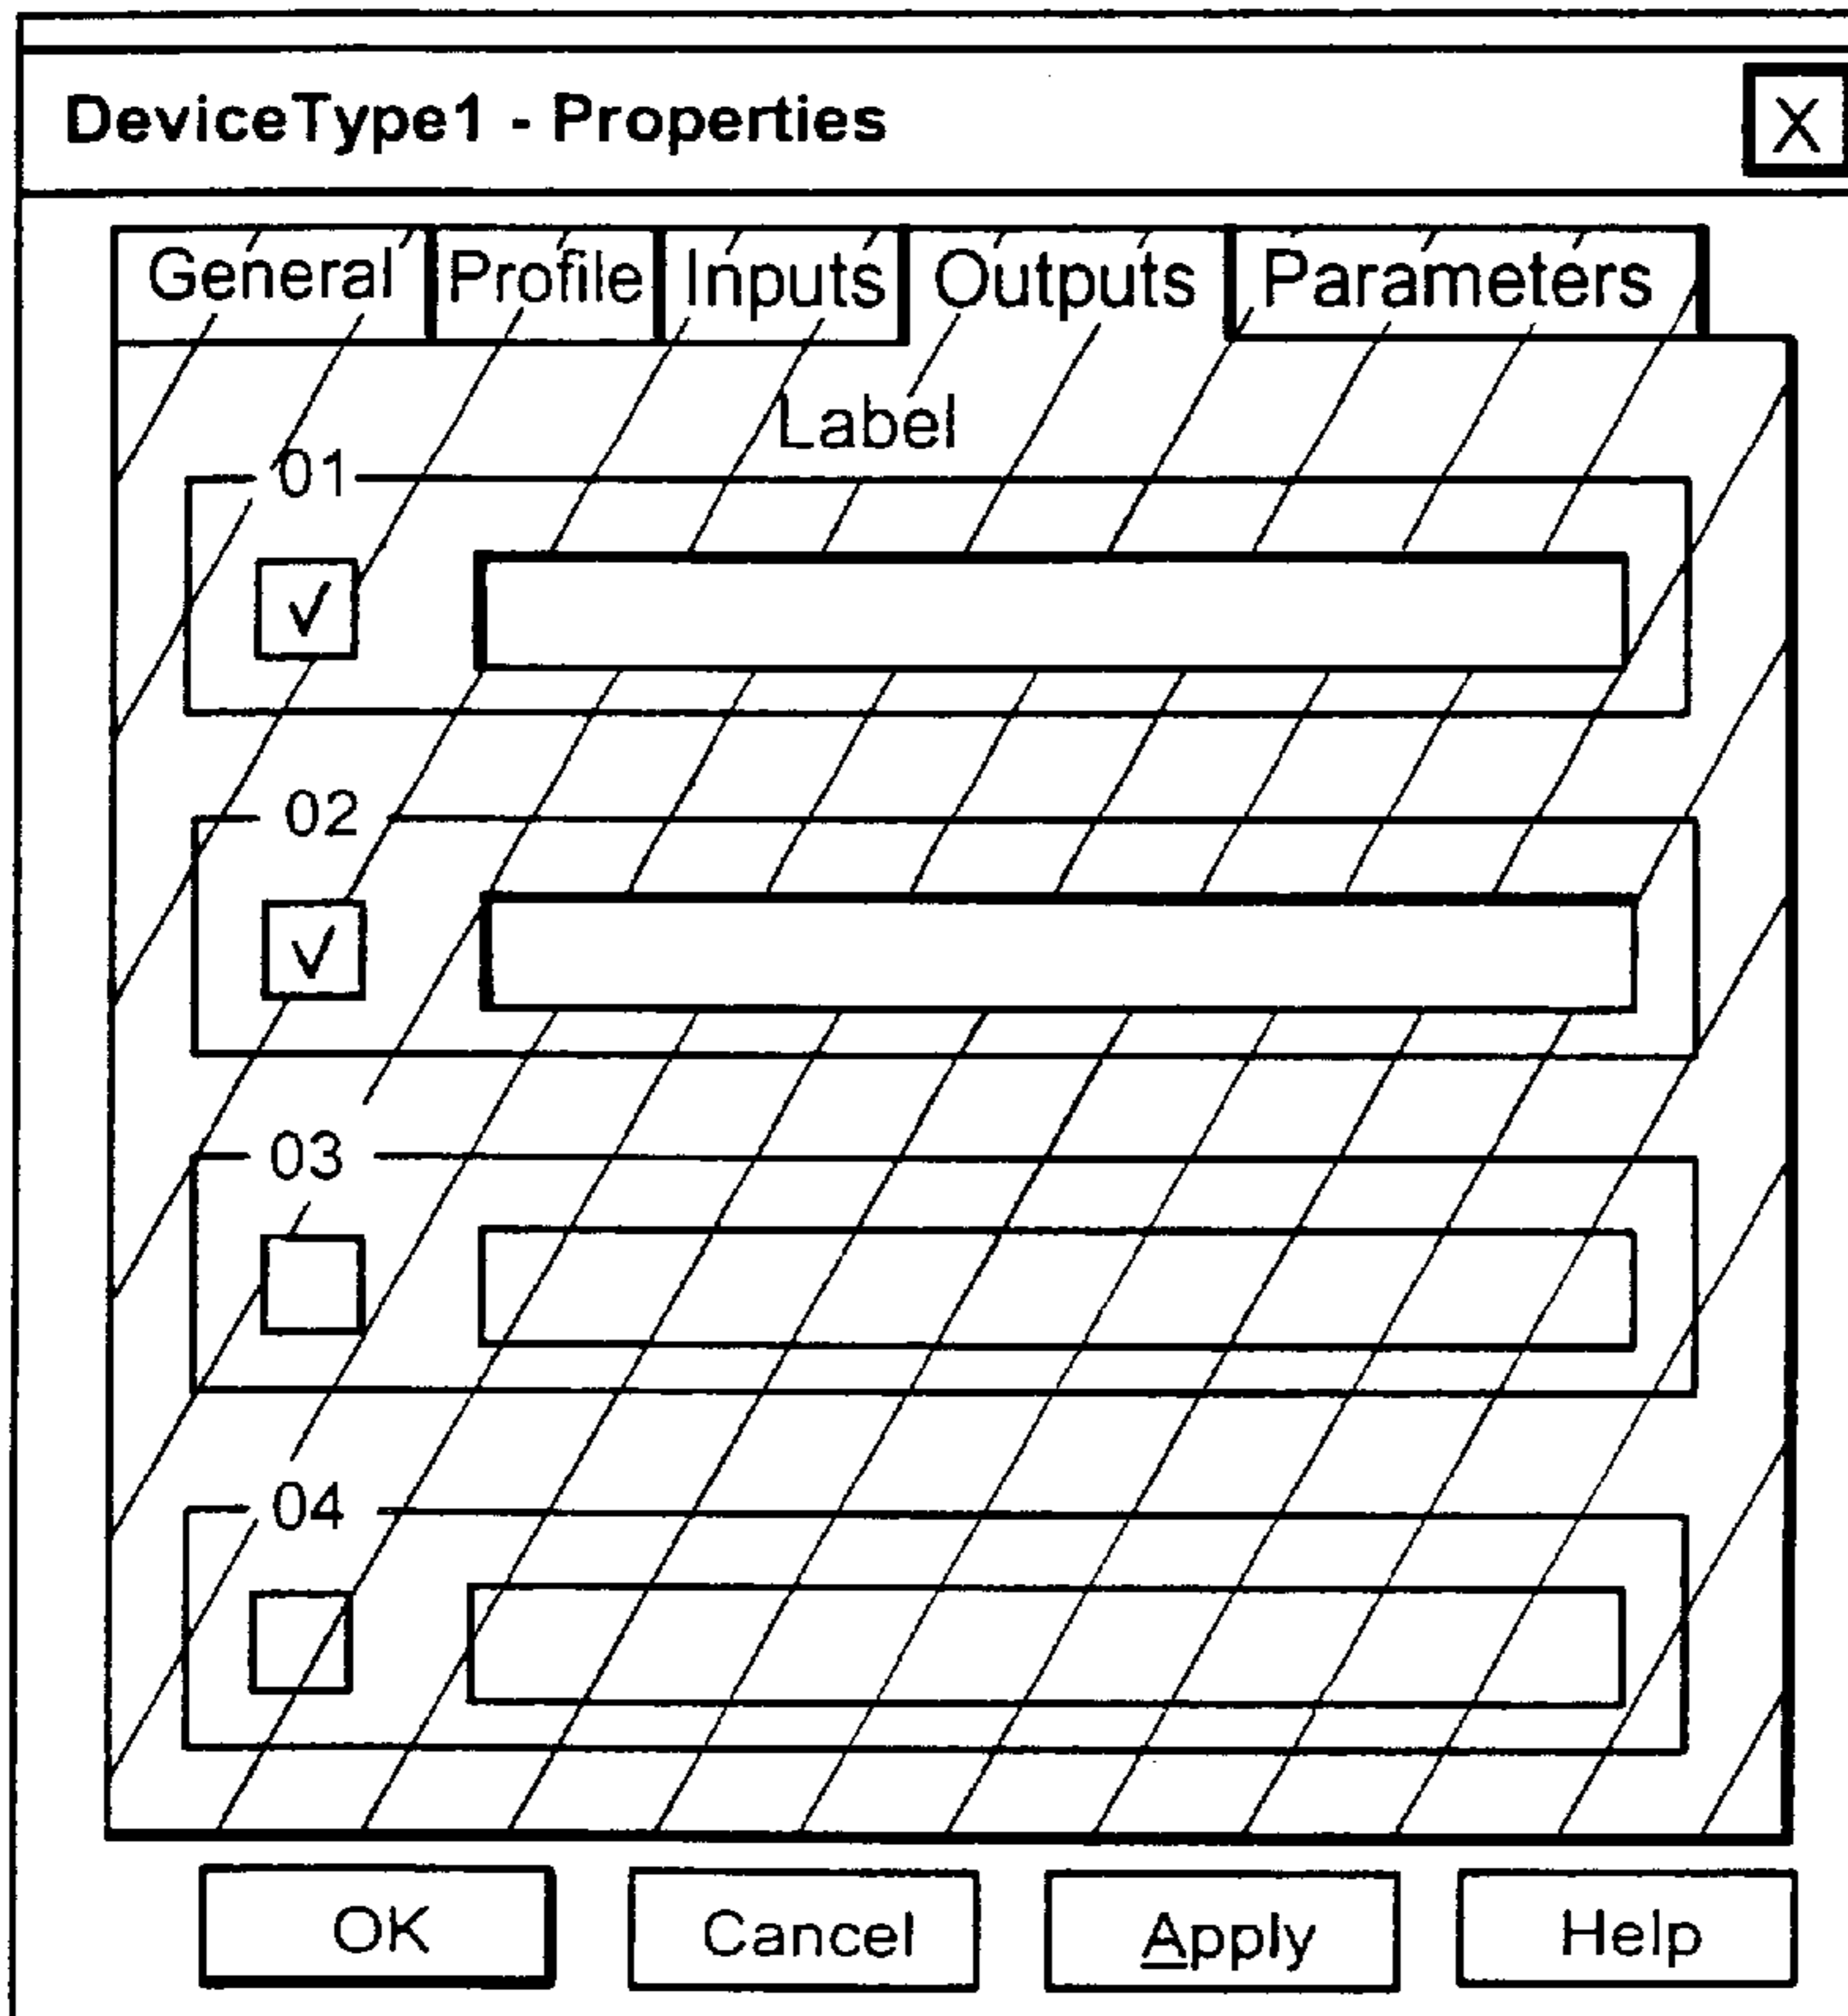 DeviceType1 - Properties X
General Profile Inputs Outputs Parameters
Label
01
02
03
04
OK Cancel Apply Help